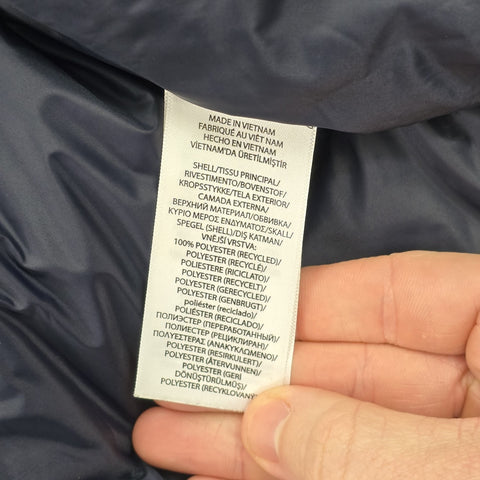 MADE IN VIETNAM
FABRIQUÉ AU VIÊT NAM
HECHO EN VIETNAM
VİETNAM'DA ÜRETİLMİŞTİR
SHELL/TISSU PRINCIPAL/
RIVESTIMENTO/BOVENSTOF/
KROPSSTYKKE/TELA EXTERIOR/
CAMADA EXTERNA/
ВЕРХНИЙ МАТЕРИАЛ/ОБВИВКА/
ΚΥΡΙΟ ΜΕΡΟΣ ΕΝΔΥΜΑΤΟΣ/SKALL/
SPEGEL (SHELL)/DIŞ KATMAN/
VNĚJŠÍ VRSTVA:
100% POLYESTER (RECYCLED)/
POLYESTER (RECYCLÉ)/
POLIESTERE (RICICLATO)/
POLYESTER (RECYCELT)/
POLYESTER (GERECYCLED)/
POLYESTER (GENBRUGT)/
poliéster (reciclado)/
POLIÉSTER (RECICLADO)/
ПОЛИЭСТЕР (ПЕРЕРАБОТАННЫЙ)/
ПОЛИЕСТЕР (РЕЦИКЛИРАН)/
ΠΟΛΥΕΣΤΕΡΑΣ (ΑΝΑΚΥΚΛΩΜΕΝΟ)/
POLYESTER (RESIRKULERT)/
POLYESTER (ÅTERVUNNEN)/
POLYESTER (GERİ
DÖNÜŞTÜRÜLMÜŞ)/
POLYESTER (RECYKLOVANÝ)